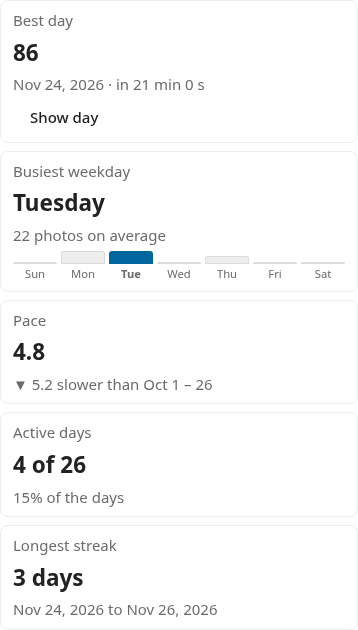 Best day
86
Nov 24, 2026 · in 21 min 0 s
Show day
Busiest weekday
Tuesday
22 photos on average
Sun Mon Tue Wed Thu Fri Sat
Pace
4.8
▼ 5.2 slower than Oct 1 – 26
Active days
4 of 26
15% of the days
Longest streak
3 days
Nov 24, 2026 to Nov 26, 2026